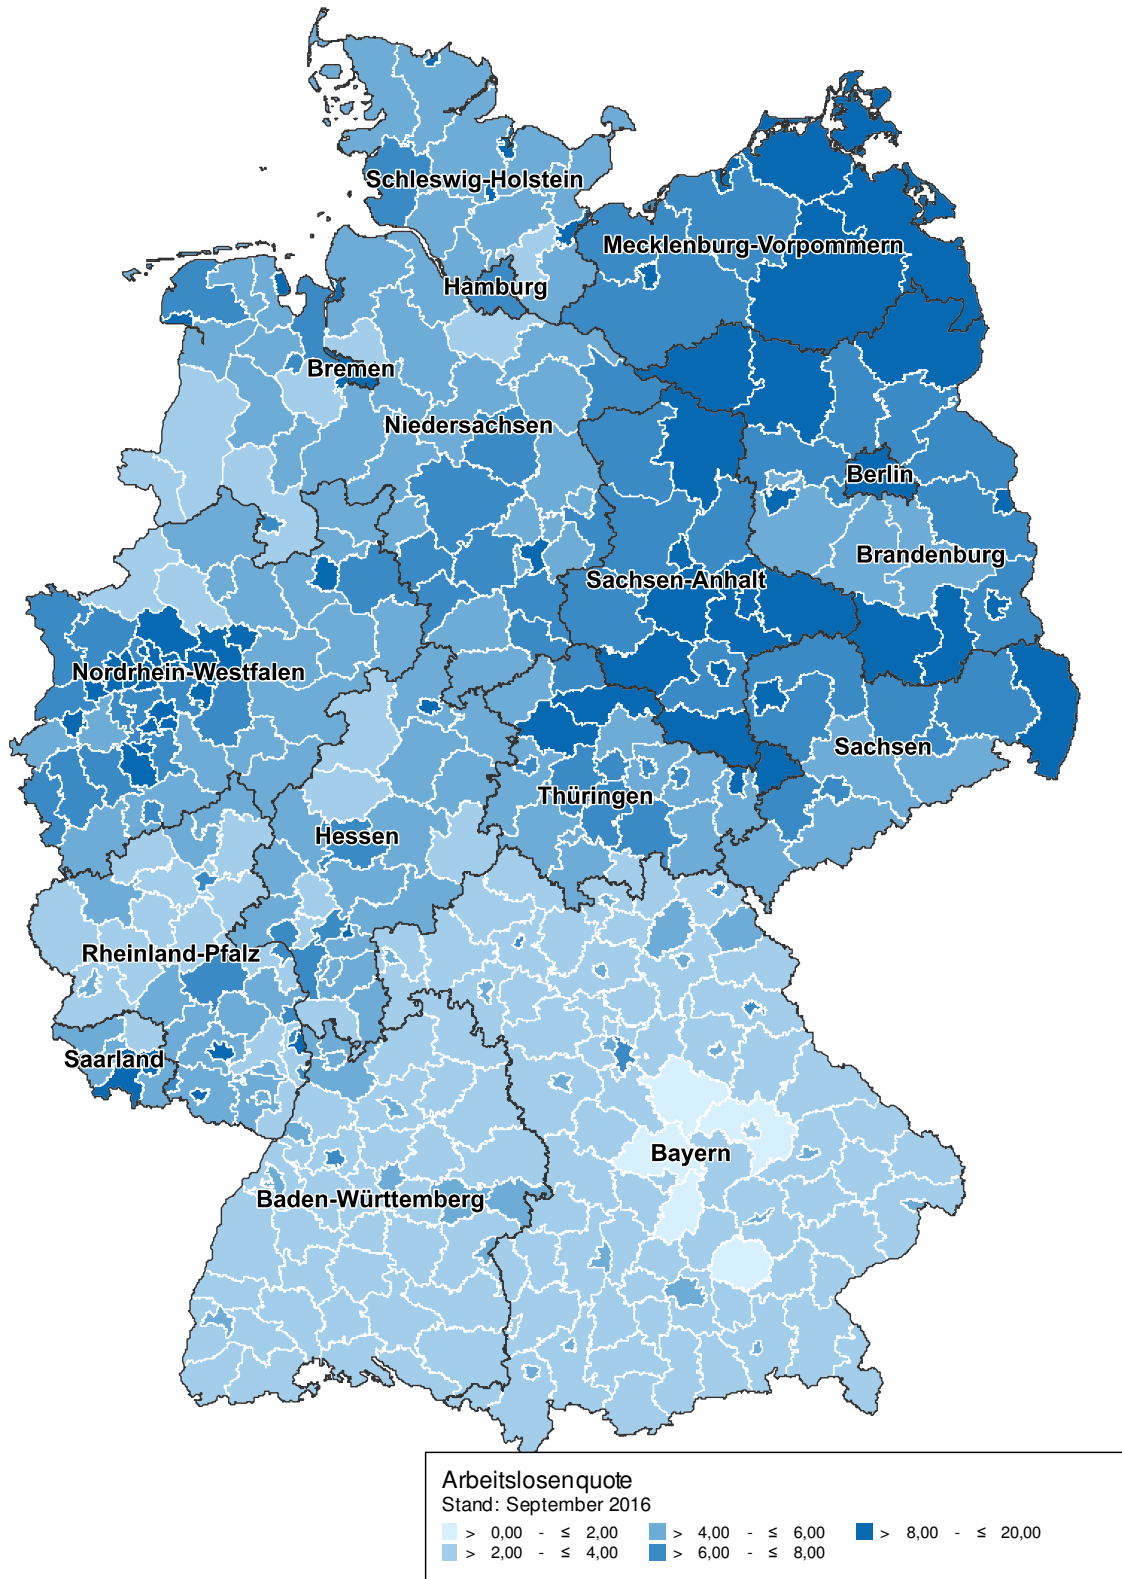 Schleswig-Holstein
Mecklenburg-Vorpommern
Hamburg
Bremen
Niedersachsen
Berlin
Brandenburg
Sachsen-Anhalt
Nordrhein-Westfalen
Sachsen
Thüringen
Hessen
Rheinland-Pfalz
Saarland
Bayern
Baden-Württemberg
Arbeitslosenquote
Stand: September 2016
> 0,00 - ≤ 2,00 > 4,00 - ≤ 6,00 > 8,00 - ≤ 20,00
> 2,00 - ≤ 4,00 > 6,00 - ≤ 8,00